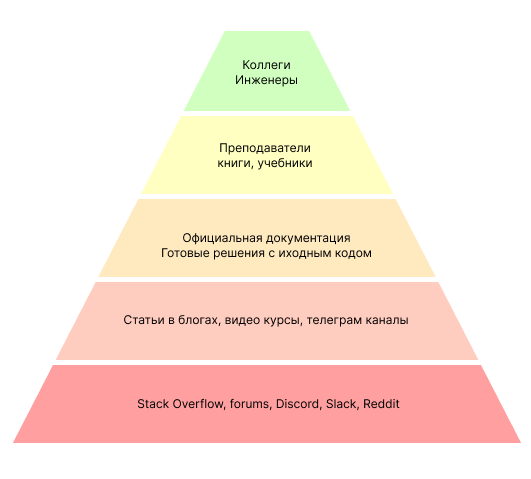 Коллеги
Инженеры
Преподаватели
книги, учебники
Официальная документация
Готовые решения с иходным кодом
Статьи в блогах, видео курсы, телеграм каналы
Stack Overflow, forums, Discord, Slack, Reddit